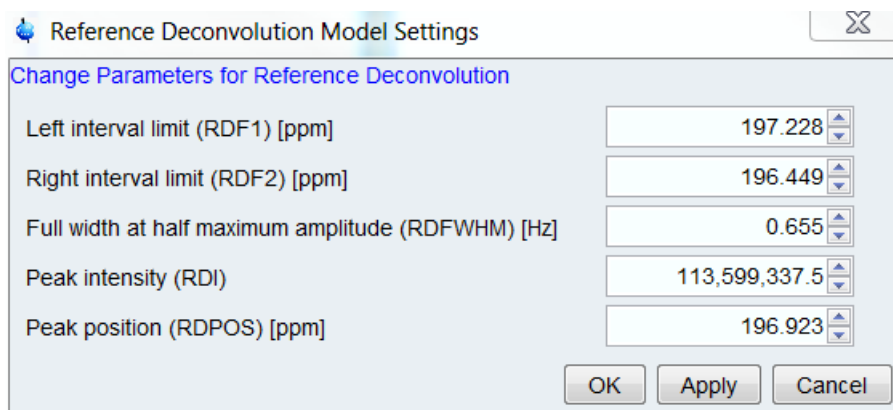 Reference Deconvolution Model Settings
Change Parameters for Reference Deconvolution
Left interval limit (RDF1) [ppm] 197.228
Right interval limit (RDF2) [ppm] 196.449
Full width at half maximum amplitude (RDFWHM) [Hz] 0.655
Peak intensity (RDI) 113,599,337.5
Peak position (RDPOS) [ppm] 196.923
OK Apply Cancel